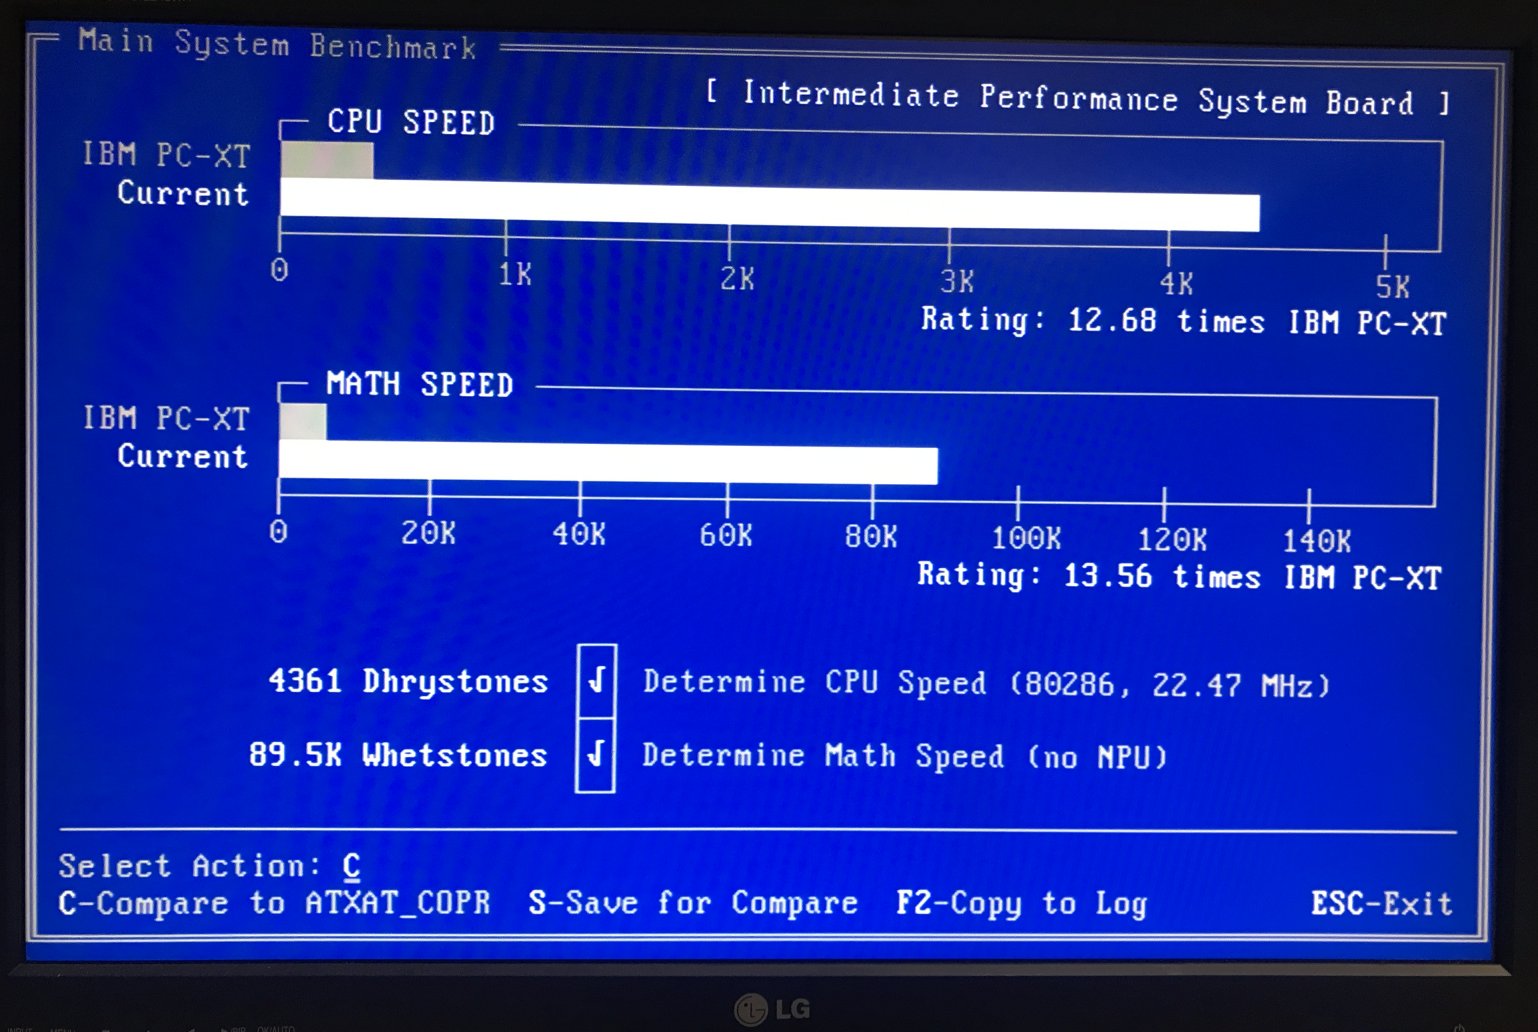 Main System Benchmark
[ Intermediate Performance System Board ]
CPU SPEED
IBM PC-XT
Current
0 1K 2K 3K 4K 5K
Rating: 12.68 times IBM PC-XT
MATH SPEED
IBM PC-XT
Current
0 20K 40K 60K 80K 100K 120K 140K
Rating: 13.56 times IBM PC-XT
4361 Dhrystones √ Determine CPU Speed (80286, 22.47 MHz)
89.5K Whetstones √ Determine Math Speed (no NPU)
Select Action: C
C-Compare to ATXAT_COPR S-Save for Compare F2-Copy to Log ESC-Exit
LG